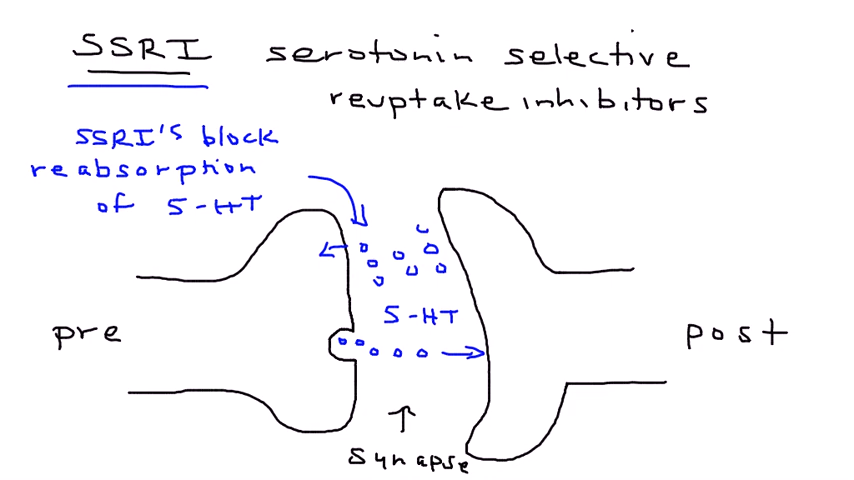 SSRI serotonin selective
reuptake inhibitors
SSRI's block
reabsorption
of 5-HT
5-HT
pre
post
synapse